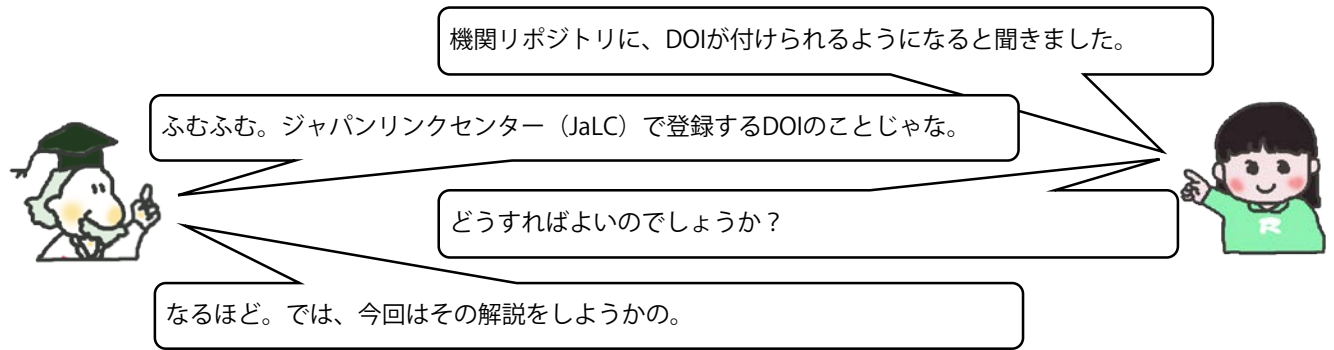 機関リポジトリに、DOIが付けられるようになると聞きました。
ふむふむ。ジャパンリンクセンター（JaLC）で登録するDOIのことじゃな。
どうすればよいのでしょうか？
R
なるほど。では、今回はその解説をしようかの。